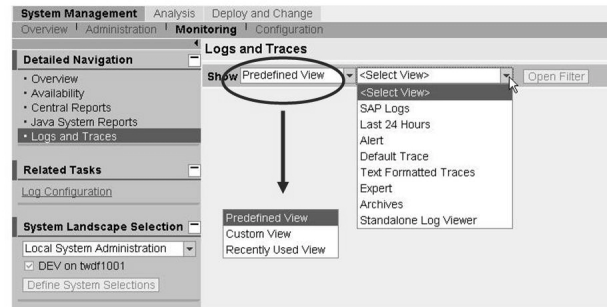 System Management Analysis Deploy and Change
Overview Administration Monitoring Configuration
Detailed Navigation
• Overview
• Availability
• Central Reports
• Java System Reports
• Logs and Traces
Related Tasks
Log Configuration
System Landscape Selection
Local System Administration
DEV on twdf1001
Define System Selections
Logs and Traces
Show Predefined View <Select View> Open Filter
<Select View>
SAP Logs
Last 24 Hours
Alert
Default Trace
Text Formatted Traces
Expert
Archives
Standalone Log Viewer
Predefined View
Custom View
Recently Used View